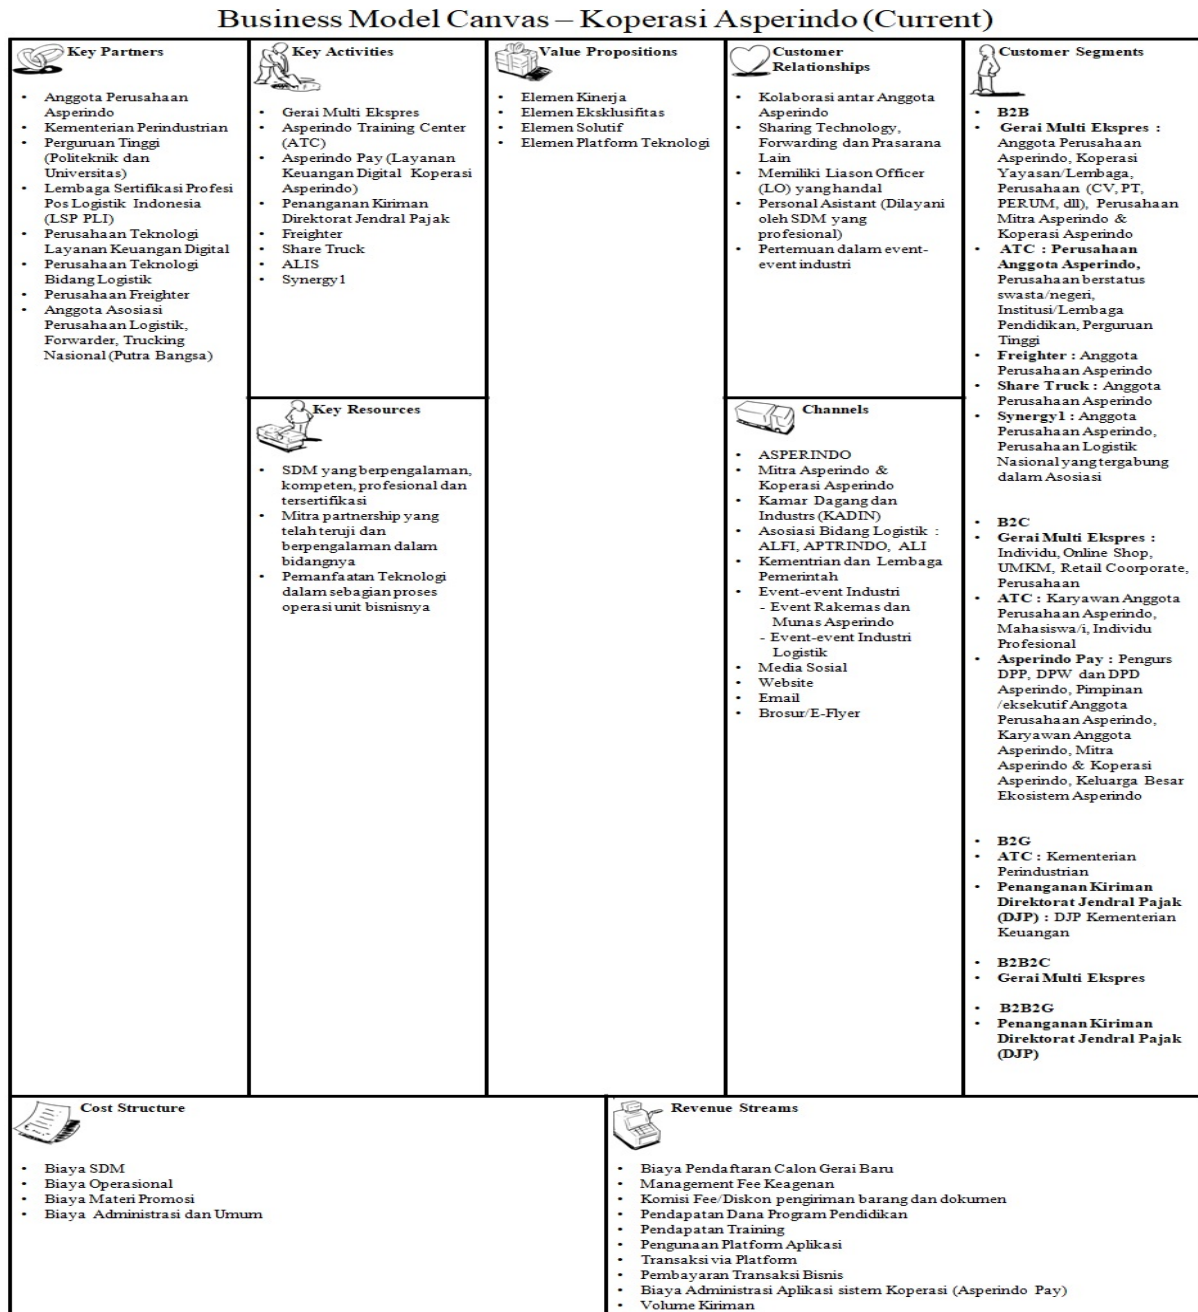 Business Model Canvas – Koperasi Asperindo (Current)
Key Partners
• Anggota Perusahaan
Asperindo
• Kementerian Perindustrian
• Perguruan Tinggi
(Politeknik dan
Universitas)
• Lembaga Sertifikasi Profesi
Pos Logistik Indonesia
(LSP PLI)
• Perusahaan Teknologi
Layanan Keuangan Digital
• Perusahaan Teknologi
Bidang Logistik
• Perusahaan Freighter
• Anggota Asosiasi
Perusahaan Logistik,
Forwarder, Trucking
Nasional (Putra Bangsa)
Key Activities
• Gerai Multi Ekspres
• Asperindo Training Center
(ATC)
• Asperindo Pay (Layanan
Keuangan Digital Koperasi
Asperindo)
• Penanganan Kiriman
Direktorat Jendral Pajak
• Freighter
• Share Truck
• ALIS
• Synergy1
Key Resources
• SDM yang berpengalaman,
kompeten, profesional dan
tersertifikasi
• Mitra partnership yang
telah teruji dan
berpengalaman dalam
bidangnya
• Pemanfaatan Teknologi
dalam sebagian proses
operasi unit bisnisnya
Value Propositions
• Elemen Kinerja
• Elemen Eksklusifitas
• Elemen Solutif
• Elemen Platform Teknologi
Customer
Relationships
• Kolaborasi antar Anggota
Asperindo
• Sharing Technology,
Forwarding dan Prasarana
Lain
• Memiliki Liason Officer
(LO) yang handal
• Personal Asistant (Dilayani
oleh SDM yang
profesional)
• Pertemuan dalam event-
event industri
Channels
• ASPERINDO
• Mitra Asperindo &
Koperasi Asperindo
• Kamar Dagang dan
Industrs (KADIN)
• Asosiasi Bidang Logistik :
ALFI, APTRINDO, ALI
• Kementrian dan Lembaga
Pemerintah
• Event-event Industri
- Event Rakernas dan
Munas Asperindo
- Event-event Industri
Logistik
• Media Sosial
• Website
• Email
• Brosur/E-Flyer
Customer Segments
• B2B
• Gerai Multi Ekspres :
Anggota Perusahaan
Asperindo, Koperasi
Yayasan/Lembaga,
Perusahaan (CV, PT,
PERUM, dll), Perusahaan
Mitra Asperindo &
Koperasi Asperindo
• ATC : Perusahaan
Anggota Asperindo,
Perusahaan berstatus
swasta/negeri,
Institusi/Lembaga
Pendidikan, Perguruan
Tinggi
• Freighter : Anggota
Perusahaan Asperindo
• Share Truck : Anggota
Perusahaan Asperindo
• Synergy1 : Anggota
Perusahaan Asperindo,
Perusahaan Logistik
Nasional yang tergabung
dalam Asosiasi
• B2C
• Gerai Multi Ekspres :
Individu, Online Shop,
UMKM, Retail Coorporate,
Perusahaan
• ATC : Karyawan Anggota
Perusahaan Asperindo,
Mahasiswa/i, Individu
Profesional
• Asperindo Pay : Pengurs
DPP, DPW dan DPD
Asperindo, Pimpinan
/eksekutif Anggota
Perusahaan Asperindo,
Karyawan Anggota
Asperindo, Mitra
Asperindo & Koperasi
Asperindo, Keluarga Besar
Ekosistem Asperindo
• B2G
• ATC : Kementerian
Perindustrian
• Penanganan Kiriman
Direktorat Jendral Pajak
(DJP) : DJP Kementerian
Keuangan
• B2B2C
• Gerai Multi Ekspres
• B2B2G
• Penanganan Kiriman
Direktorat Jendral Pajak
(DJP)
Cost Structure
• Biaya SDM
• Biaya Operasional
• Biaya Materi Promosi
• Biaya Administrasi dan Umum
Revenue Streams
• Biaya Pendaftaran Calon Gerai Baru
• Management Fee Keagenan
• Komisi Fee/Diskon pengiriman barang dan dokumen
• Pendapatan Dana Program Pendidikan
• Pendapatan Training
• Pengunaan Platform Aplikasi
• Transaksi via Platform
• Pembayaran Transaksi Bisnis
• Biaya Administrasi Aplikasi sistem Koperasi (Asperindo Pay)
• Volume Kiriman